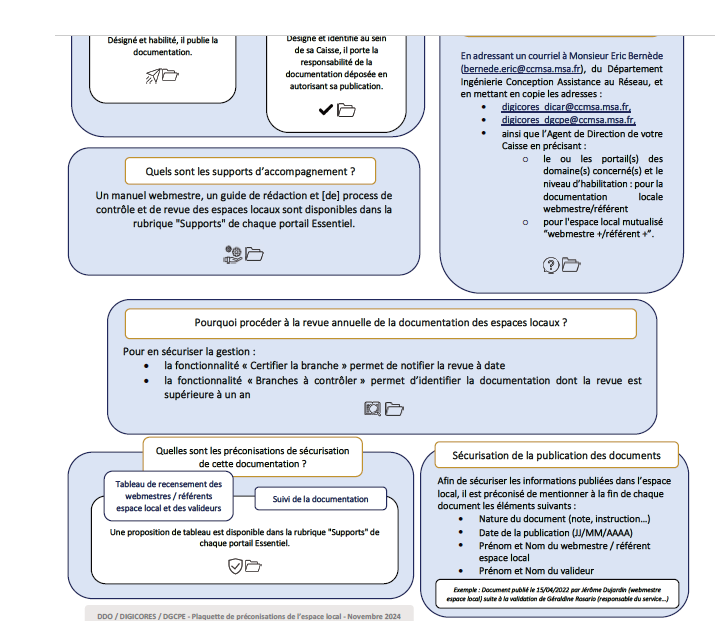 Désigné et habilité, il publie la
documentation.
Désigné et identifié au sein
de sa Caisse, il porte la
responsabilité de la
documentation déposée en
autorisant sa publication.
En adressant un courriel à Monsieur Eric Bernède
(bernede.eric@ccmsa.msa.fr), du Département
Ingénierie Conception Assistance au Réseau, et
en mettant en copie les adresses :
• digicores_dicar@ccmsa.msa.fr,
• digicores_dgcpe@ccmsa.msa.fr,
• ainsi que l'Agent de Direction de votre
Caisse en précisant :
o le ou les portail(s) des
domaine(s) concerné(s) et le
niveau d'habilitation : pour la
documentation locale
webmestre/référent
o pour l'espace local mutualisé
"webmestre +/référent +".
Quels sont les supports d'accompagnement ?
Un manuel webmestre, un guide de rédaction et [de] process de
contrôle et de revue des espaces locaux sont disponibles dans la
rubrique "Supports" de chaque portail Essentiel.
Pourquoi procéder à la revue annuelle de la documentation des espaces locaux ?
Pour en sécuriser la gestion :
• la fonctionnalité « Certifier la branche » permet de notifier la revue à date
• la fonctionnalité « Branches à contrôler » permet d'identifier la documentation dont la revue est
supérieure à un an
Quelles sont les préconisations de sécurisation
de cette documentation ?
Tableau de recensement des
webmestres / référents
espace local et des valideurs
Suivi de la documentation
Une proposition de tableau est disponible dans la rubrique "Supports" de
chaque portail Essentiel.
Sécurisation de la publication des documents
Afin de sécuriser les informations publiées dans l'espace
local, il est préconisé de mentionner à la fin de chaque
document les éléments suivants :
• Nature du document (note, instruction…)
• Date de la publication (JJ/MM/AAAA)
• Prénom et Nom du webmestre / référent
espace local
• Prénom et Nom du valideur
Exemple : Document publié le 15/04/2022 par Jérôme Dujardin (webmestre
espace local) suite à la validation de Géraldine Rosario (responsable du service…)
DDO / DIGICORES / DGCPE - Plaquette de préconisations de l'espace local - Novembre 2024